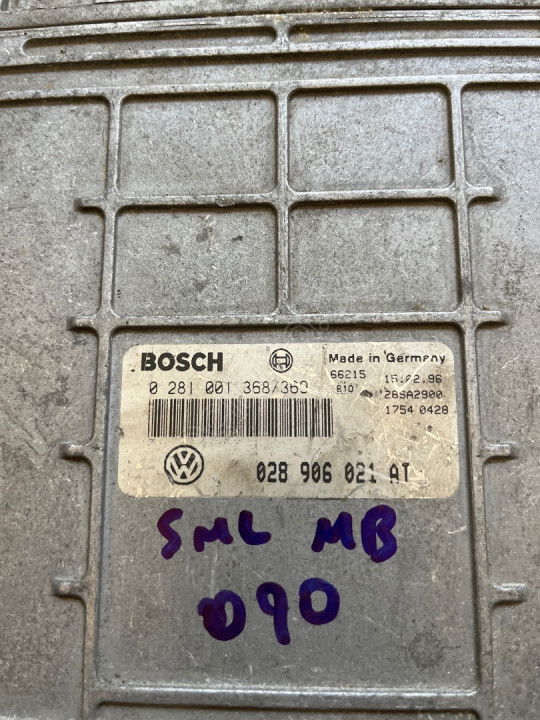 BOSCH
Made in Germany
0 281 001 368/369
66215 15.02.96
28SA2900
1754 0428
028 906 021 AT
SML MB
090